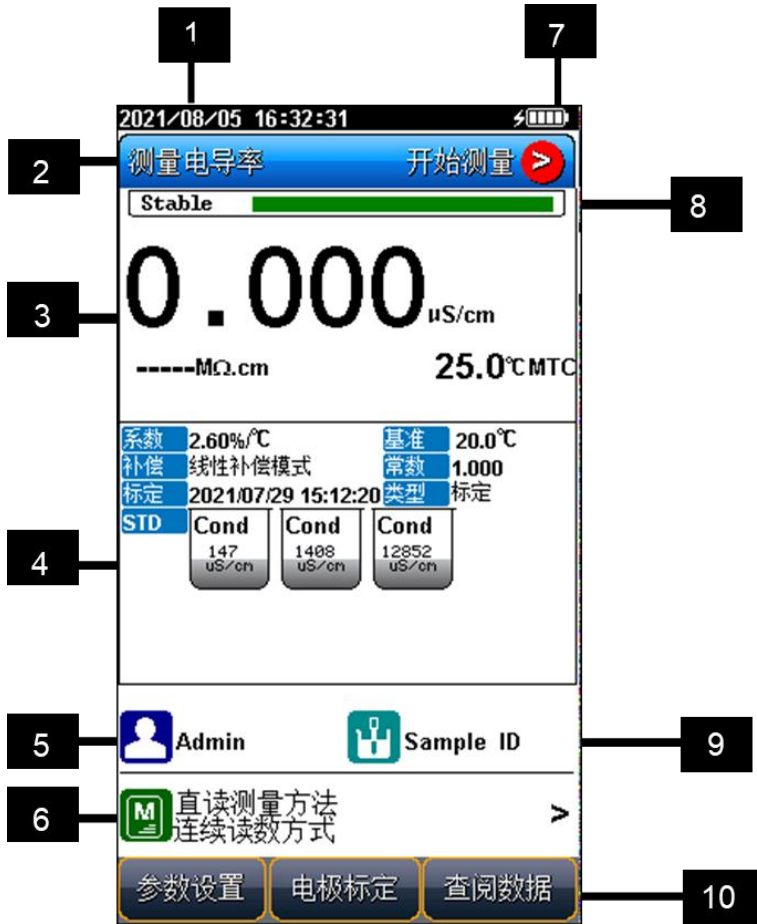 1
7
2021/08/05 16:32:31
2
测量电导率 开始测量 >
Stable
8
3
0.000 µS/cm
-----MΩ.cm 25.0℃ MTC
系数 2.60%/℃ 基准 20.0℃
补偿 线性补偿模式 常数 1.000
标定 2021/07/29 15:12:20 类型 标定
STD Cond Cond Cond
147 1408 12852
uS/cm uS/cm uS/cm
4
5
Admin Sample ID
9
6
M 直读测量方法 >
连续读数方式
参数设置 电极标定 查阅数据
10